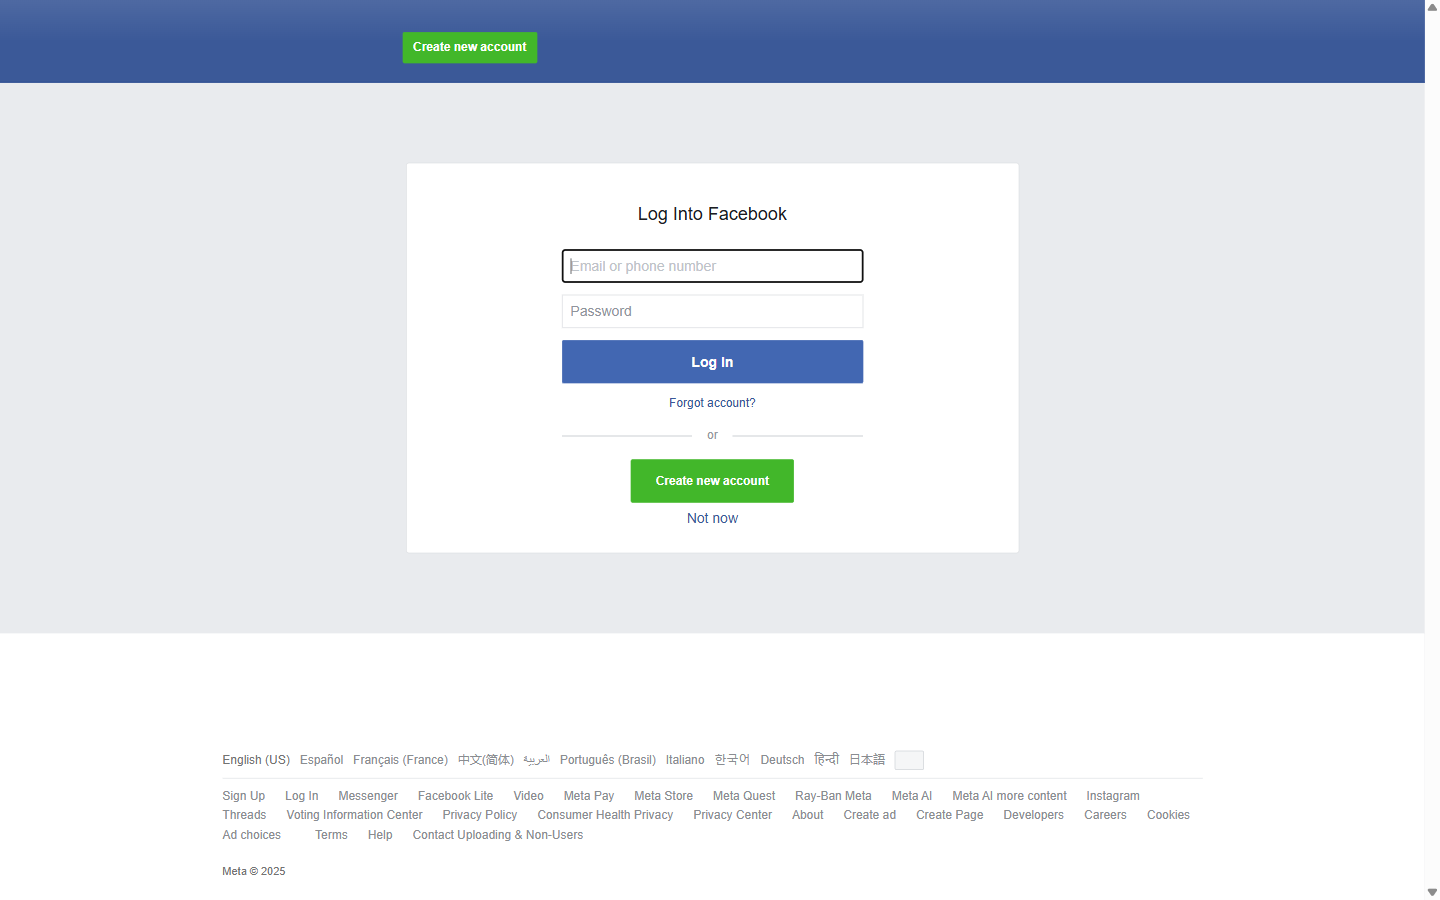 Create new account
Log Into Facebook
Email or phone number
Password
Log In
Forgot account?
or
Create new account
Not now
English (US) Español Français (France) 中文(简体) العربية Português (Brasil) Italiano 한국어 Deutsch हिन्दी 日本語
Sign Up Log In Messenger Facebook Lite Video Meta Pay Meta Store Meta Quest Ray-Ban Meta Meta AI Meta AI more content Instagram
Threads Voting Information Center Privacy Policy Consumer Health Privacy Privacy Center About Create ad Create Page Developers Careers Cookies
Ad choices Terms Help Contact Uploading & Non-Users
Meta © 2025